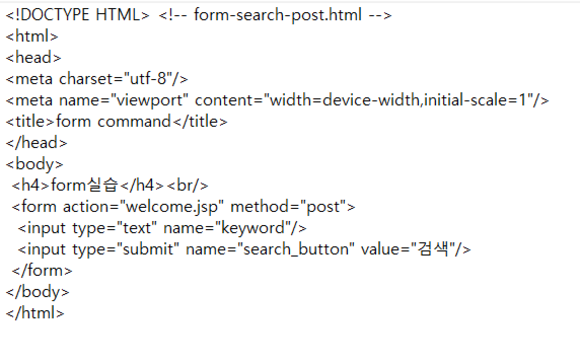 <!DOCTYPE HTML> <!-- form-search-post.html -->
<html>
<head>
<meta charset="utf-8"/>
<meta name="viewport" content="width=device-width,initial-scale=1"/>
<title>form command</title>
</head>
<body>
<h4>form실습</h4><br/>
<form action="welcome.jsp" method="post">
<input type="text" name="keyword"/>
<input type="submit" name="search_button" value="검색"/>
</form>
</body>
</html>